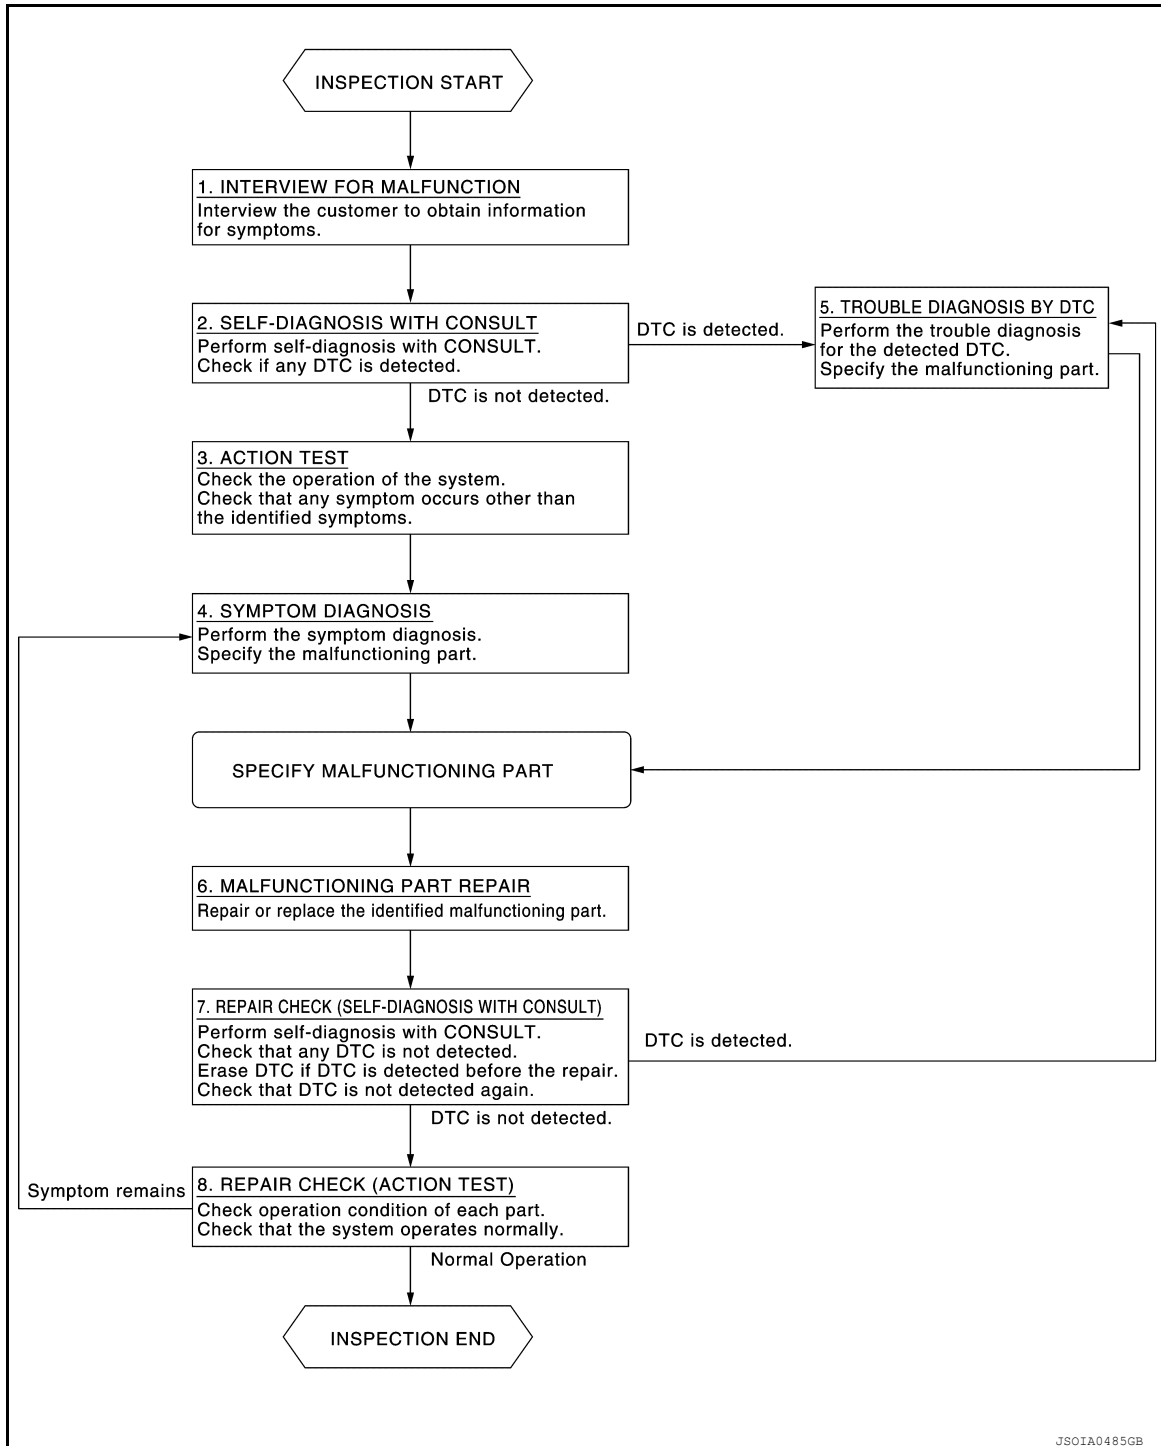 INSPECTION START
1. INTERVIEW FOR MALFUNCTION
Interview the customer to obtain information
for symptoms.
2. SELF-DIAGNOSIS WITH CONSULT
Perform self-diagnosis with CONSULT.
Check if any DTC is detected.
DTC is detected.
5. TROUBLE DIAGNOSIS BY DTC
Perform the trouble diagnosis
for the detected DTC.
Specify the malfunctioning part.
DTC is not detected.
3. ACTION TEST
Check the operation of the system.
Check that any symptom occurs other than
the identified symptoms.
4. SYMPTOM DIAGNOSIS
Perform the symptom diagnosis.
Specify the malfunctioning part.
SPECIFY MALFUNCTIONING PART
6. MALFUNCTIONING PART REPAIR
Repair or replace the identified malfunctioning part.
7. REPAIR CHECK (SELF-DIAGNOSIS WITH CONSULT)
Perform self-diagnosis with CONSULT.
Check that any DTC is not detected.
Erase DTC if DTC is detected before the repair.
Check that DTC is not detected again.
DTC is detected.
DTC is not detected.
Symptom remains
8. REPAIR CHECK (ACTION TEST)
Check operation condition of each part.
Check that the system operates normally.
Normal Operation
INSPECTION END
JSOIA0485GB